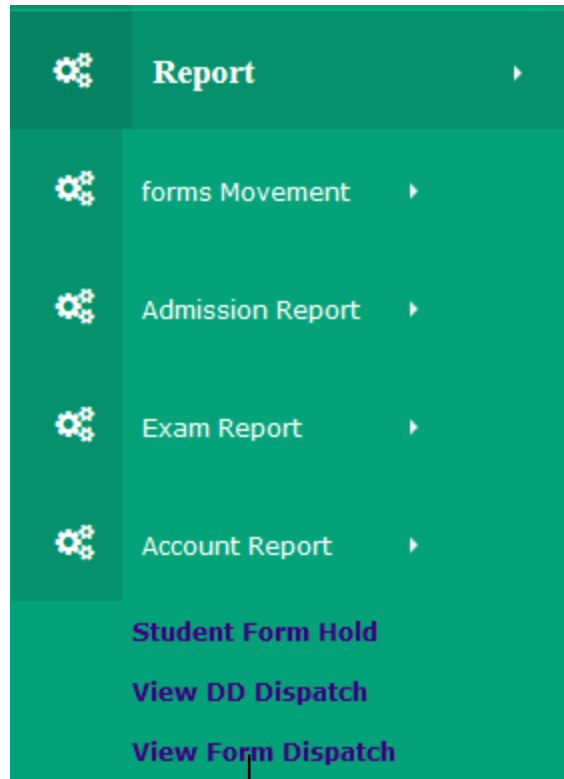 Report
forms Movement
Admission Report
Exam Report
Account Report
Student Form Hold
View DD Dispatch
View Form Dispatch